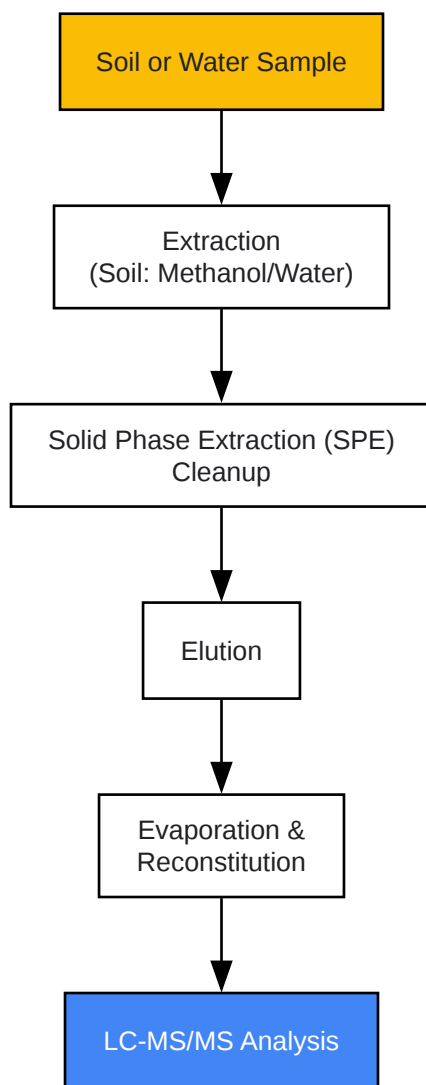 Soil or Water Sample
Extraction
(Soil: Methanol/Water)
Solid Phase Extraction (SPE)
Cleanup
Elution
Evaporation &
Reconstitution
LC-MS/MS Analysis